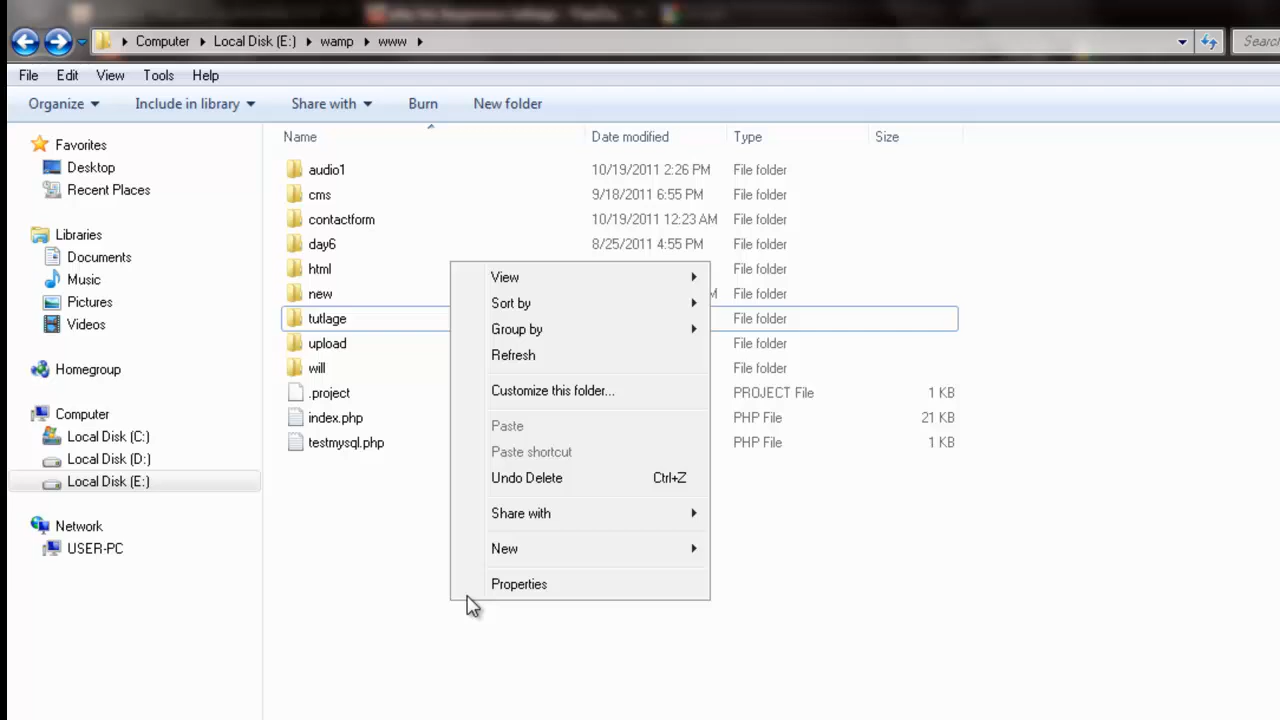 Computer Local Disk (E:) wamp www Search
File Edit View Tools Help
Organize Include in library Share with Burn New folder
Name Date modified Type Size
Favorites
Desktop
Recent Places
Libraries
Documents
Music
Pictures
Videos
Homegroup
Computer
Local Disk (C:)
Local Disk (D:)
Local Disk (E:)
Network
USER-PC
audio1 10/19/2011 2:26 PM File folder
cms 9/18/2011 6:55 PM File folder
contactform 10/19/2011 12:23 AM File folder
day6 8/25/2011 4:55 PM File folder
html File folder
new File folder
tutlage File folder
upload File folder
will File folder
.project PROJECT File 1 KB
index.php PHP File 21 KB
testmysql.php PHP File 1 KB
View
Sort by
Group by
Refresh
Customize this folder...
Paste
Paste shortcut
Undo Delete Ctrl+Z
Share with
New
Properties